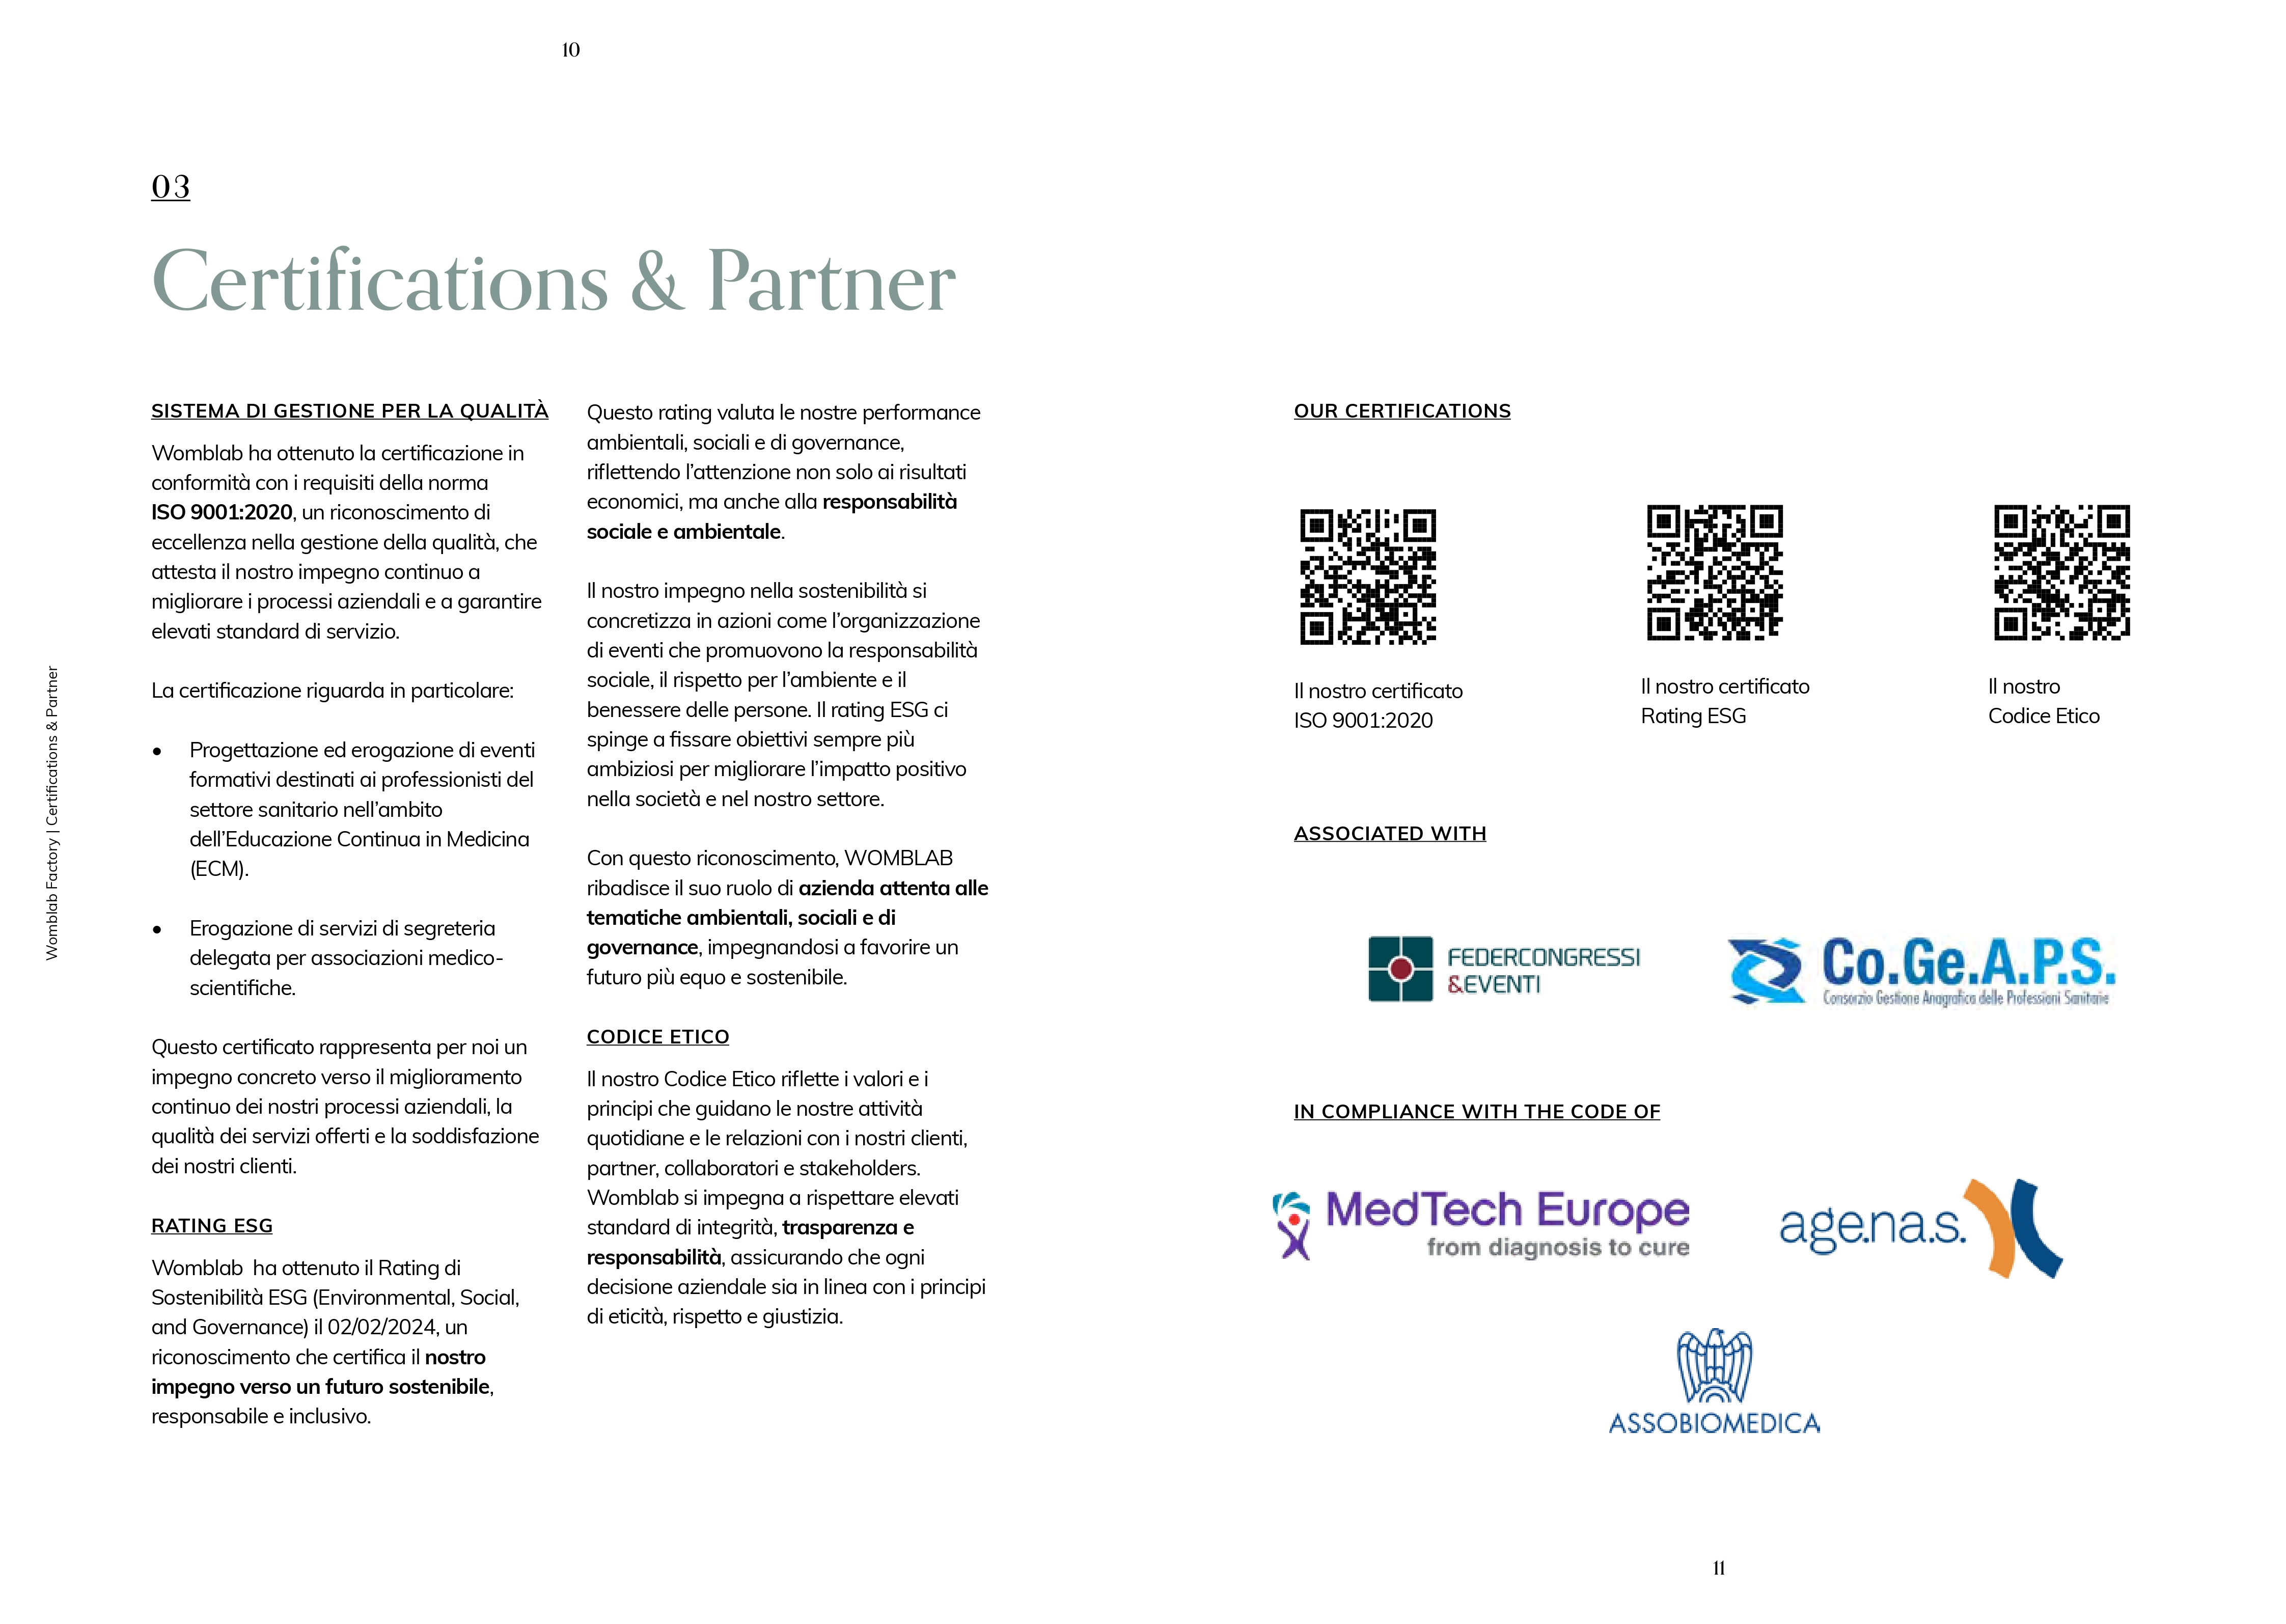 10
03
Certifications & Partner
SISTEMA DI GESTIONE PER LA QUALITÀ
Womblab ha ottenuto la certificazione in
conformità con i requisiti della norma
ISO 9001:2020, un riconoscimento di
eccellenza nella gestione della qualità, che
attesta il nostro impegno continuo a
migliorare i processi aziendali e a garantire
elevati standard di servizio.
La certificazione riguarda in particolare:
• Progettazione ed erogazione di eventi
formativi destinati ai professionisti del
settore sanitario nell’ambito
dell’Educazione Continua in Medicina
(ECM).
• Erogazione di servizi di segreteria
delegata per associazioni medico-
scientifiche.
Questo certificato rappresenta per noi un
impegno concreto verso il miglioramento
continuo dei nostri processi aziendali, la
qualità dei servizi offerti e la soddisfazione
dei nostri clienti.
RATING ESG
Womblab  ha ottenuto il Rating di
Sostenibilità ESG (Environmental, Social,
and Governance) il 02/02/2024, un
riconoscimento che certifica il nostro
impegno verso un futuro sostenibile,
responsabile e inclusivo.
Questo rating valuta le nostre performance
ambientali, sociali e di governance,
riflettendo l’attenzione non solo ai risultati
economici, ma anche alla responsabilità
sociale e ambientale.
Il nostro impegno nella sostenibilità si
concretizza in azioni come l’organizzazione
di eventi che promuovono la responsabilità
sociale, il rispetto per l’ambiente e il
benessere delle persone. Il rating ESG ci
spinge a fissare obiettivi sempre più
ambiziosi per migliorare l’impatto positivo
nella società e nel nostro settore.
Con questo riconoscimento, WOMBLAB
ribadisce il suo ruolo di azienda attenta alle
tematiche ambientali, sociali e di
governance, impegnandosi a favorire un
futuro più equo e sostenibile.
CODICE ETICO
Il nostro Codice Etico riflette i valori e i
principi che guidano le nostre attività
quotidiane e le relazioni con i nostri clienti,
partner, collaboratori e stakeholders.
Womblab si impegna a rispettare elevati
standard di integrità, trasparenza e
responsabilità, assicurando che ogni
decisione aziendale sia in linea con i principi
di eticità, rispetto e giustizia.
Womblab Factory | Certifications & Partner
OUR CERTIFICATIONS
Il nostro certificato
ISO 9001:2020
Il nostro certificato
Rating ESG
Il nostro
Codice Etico
ASSOCIATED WITH
FEDERCONGRESSI
&EVENTI
Co.Ge.A.P.S.
Consorzio Gestione Anagrafica delle Professioni Sanitarie
IN COMPLIANCE WITH THE CODE OF
MedTech Europe
from diagnosis to cure
age.na.s.
ASSOBIOMEDICA
11